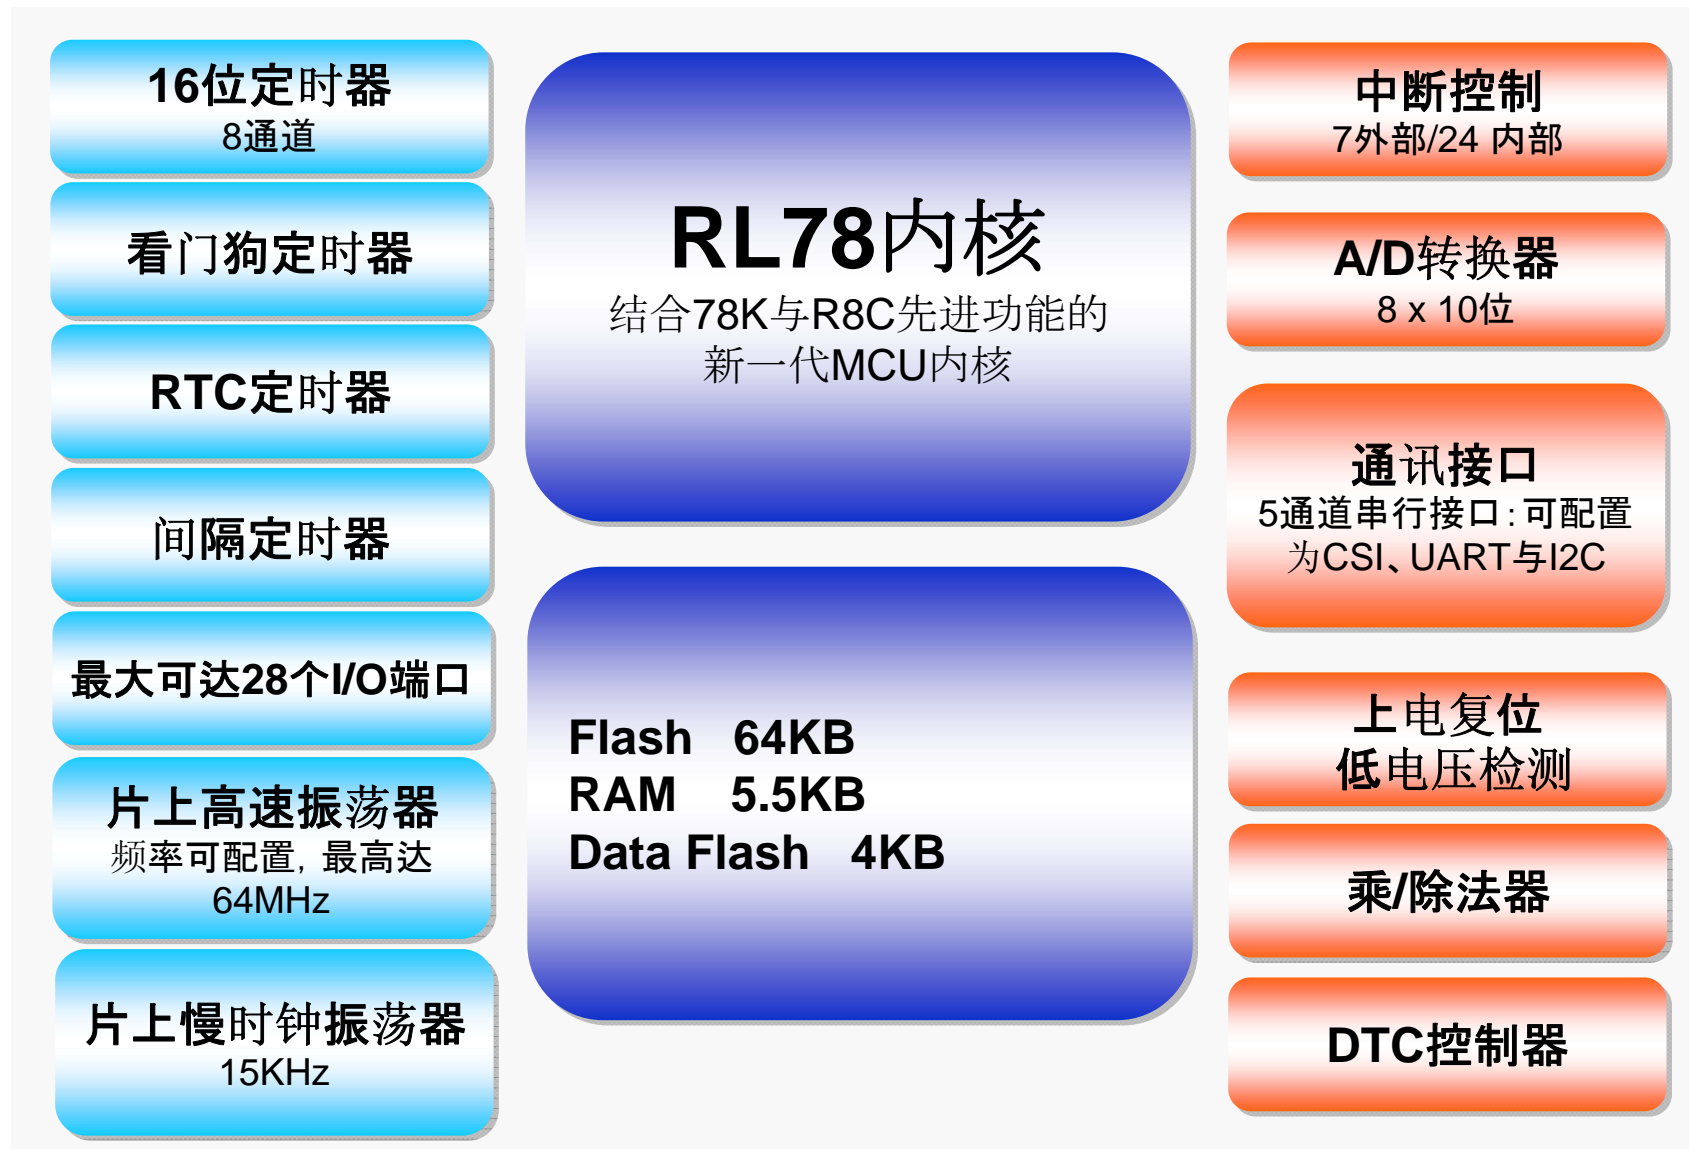 16位定时器
8通道
看门狗定时器
RTC定时器
间隔定时器
最大可达28个I/O端口
片上高速振荡器
频率可配置, 最高达
64MHz
片上慢时钟振荡器
15KHz
RL78内核
结合78K与R8C先进功能的
新一代MCU内核
Flash 64KB
RAM 5.5KB
Data Flash 4KB
中断控制
7外部/24 内部
A/D转换器
8 x 10位
通讯接口
5通道串行接口:可配置
为CSI、UART与I2C
上电复位
低电压检测
乘/除法器
DTC控制器